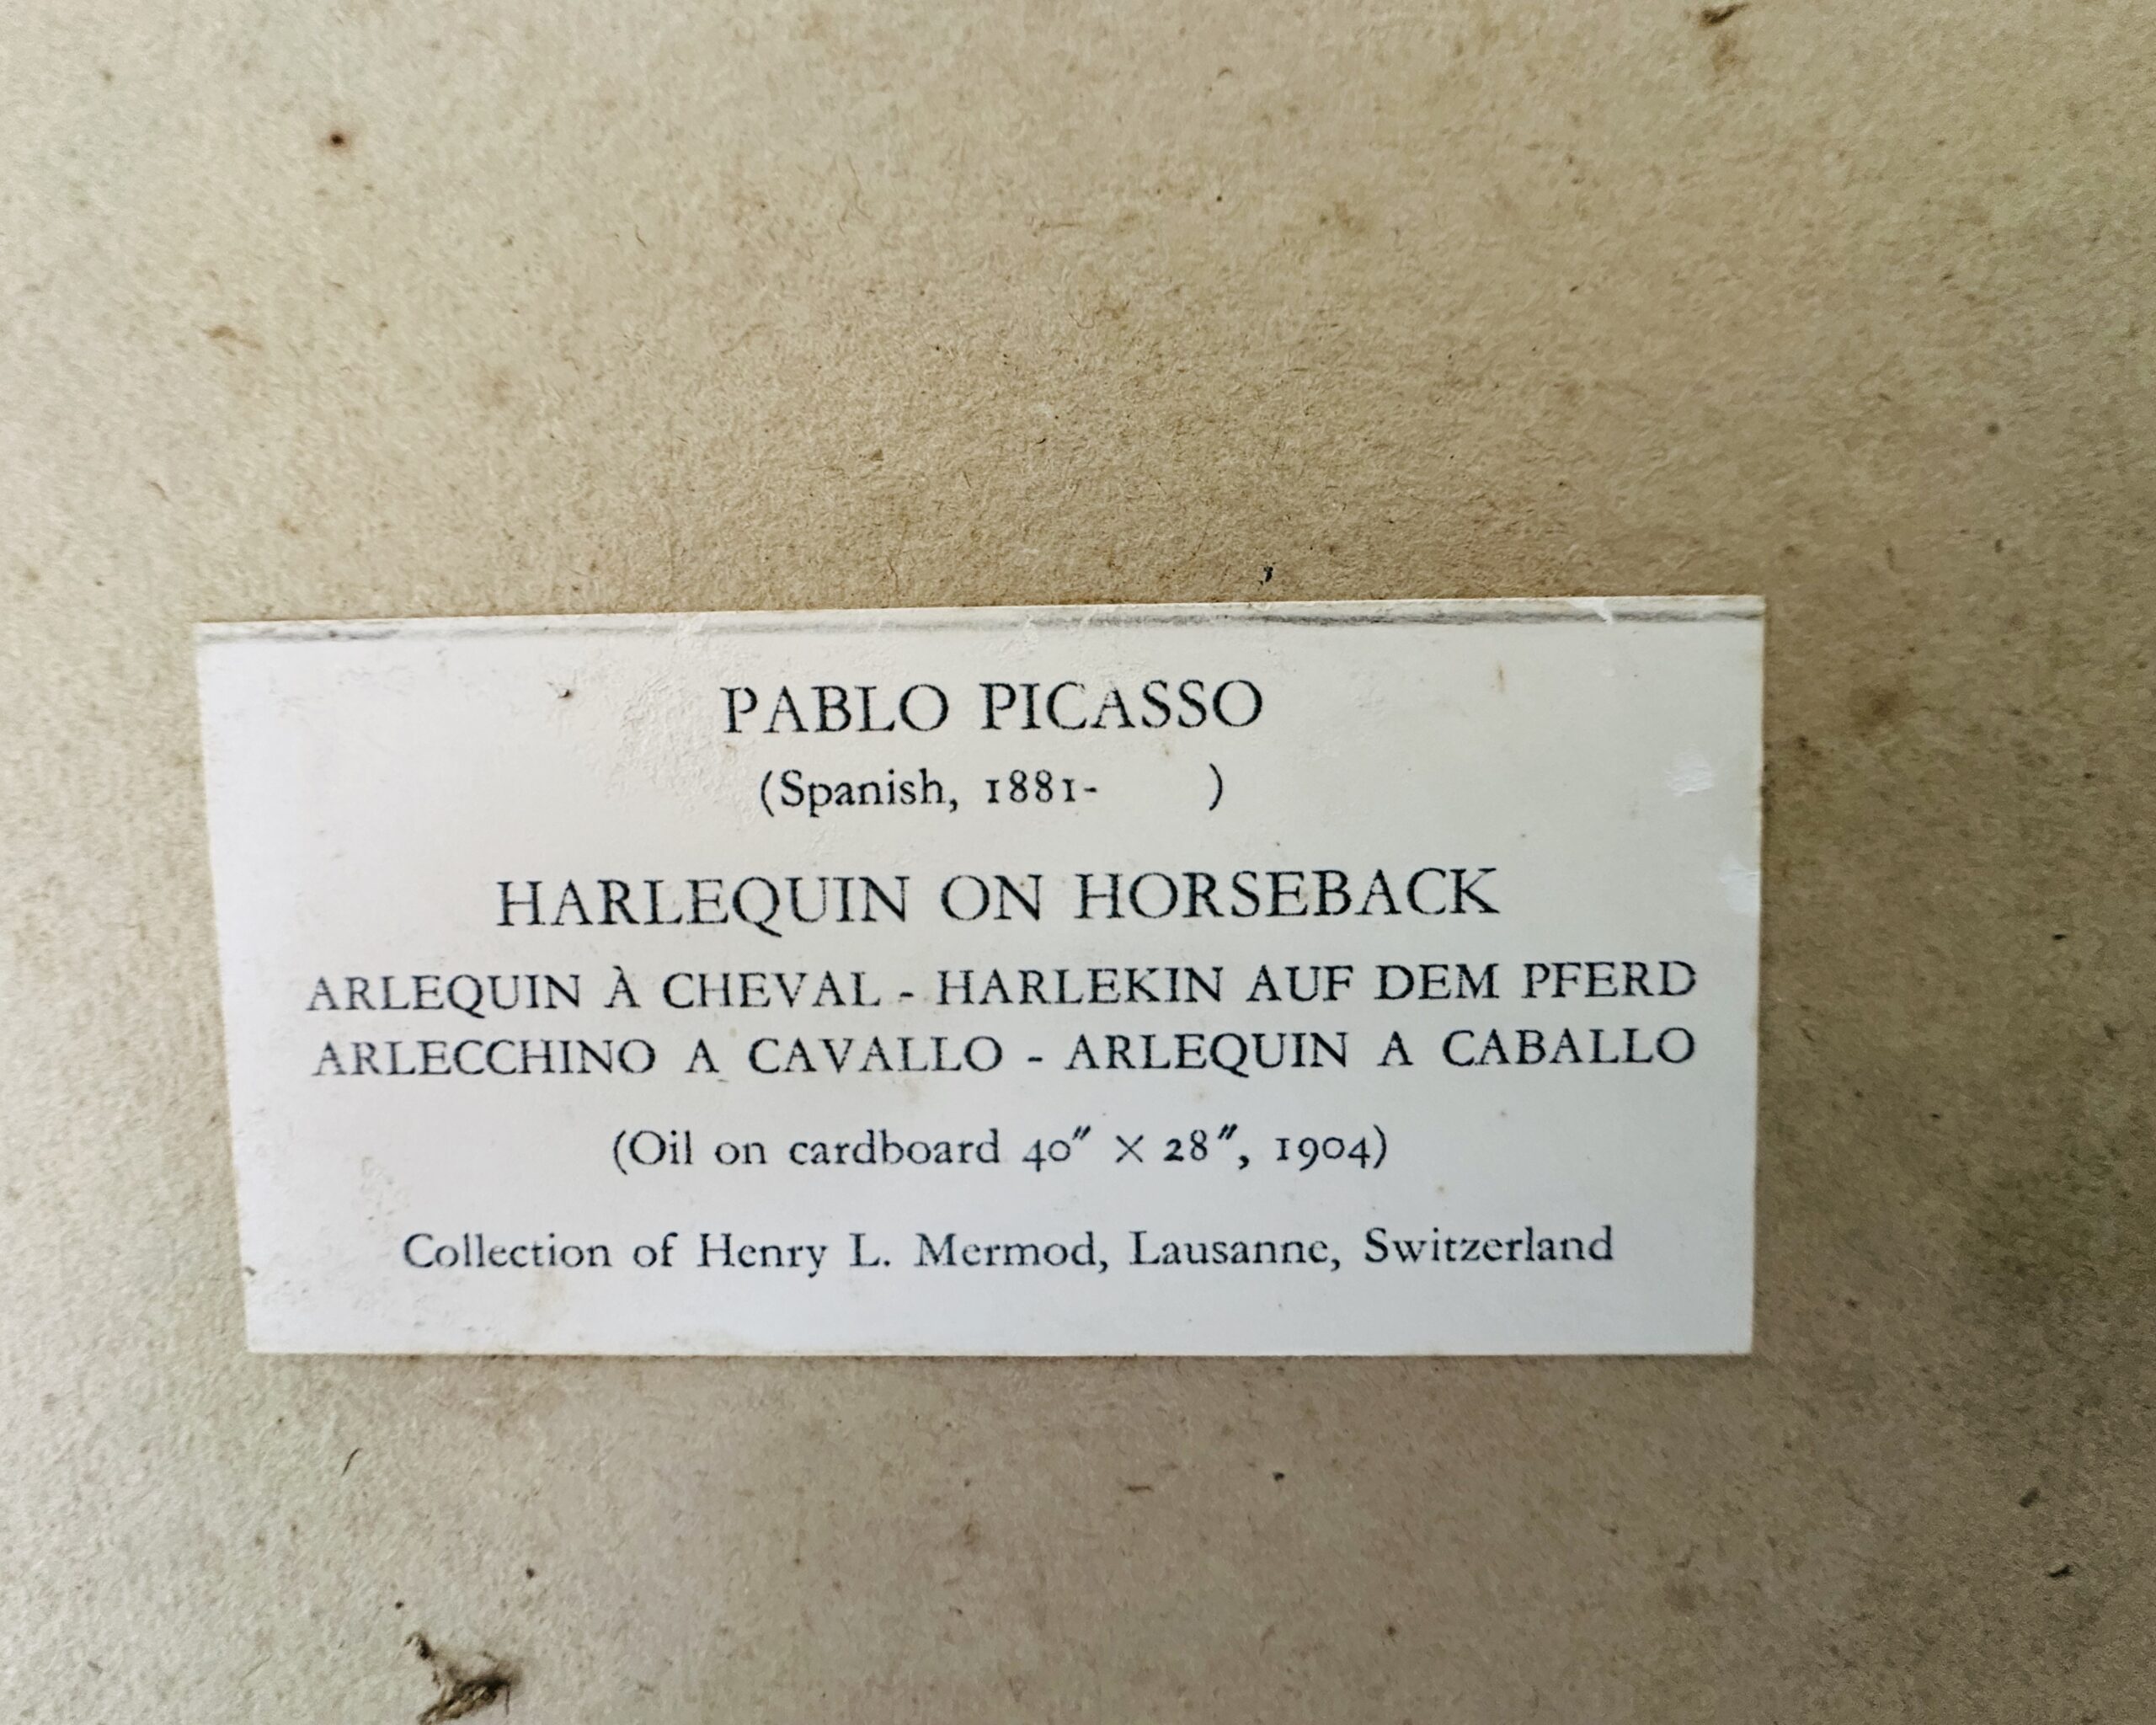 PABLO PICASSO
(Spanish, 1881- )
HARLEQUIN ON HORSEBACK
ARLEQUIN À CHEVAL - HARLEKIN AUF DEM PFERD
ARLECCHINO A CAVALLO - ARLEQUIN A CABALLO
(Oil on cardboard 40″ × 28″, 1904)
Collection of Henry L. Mermod, Lausanne, Switzerland